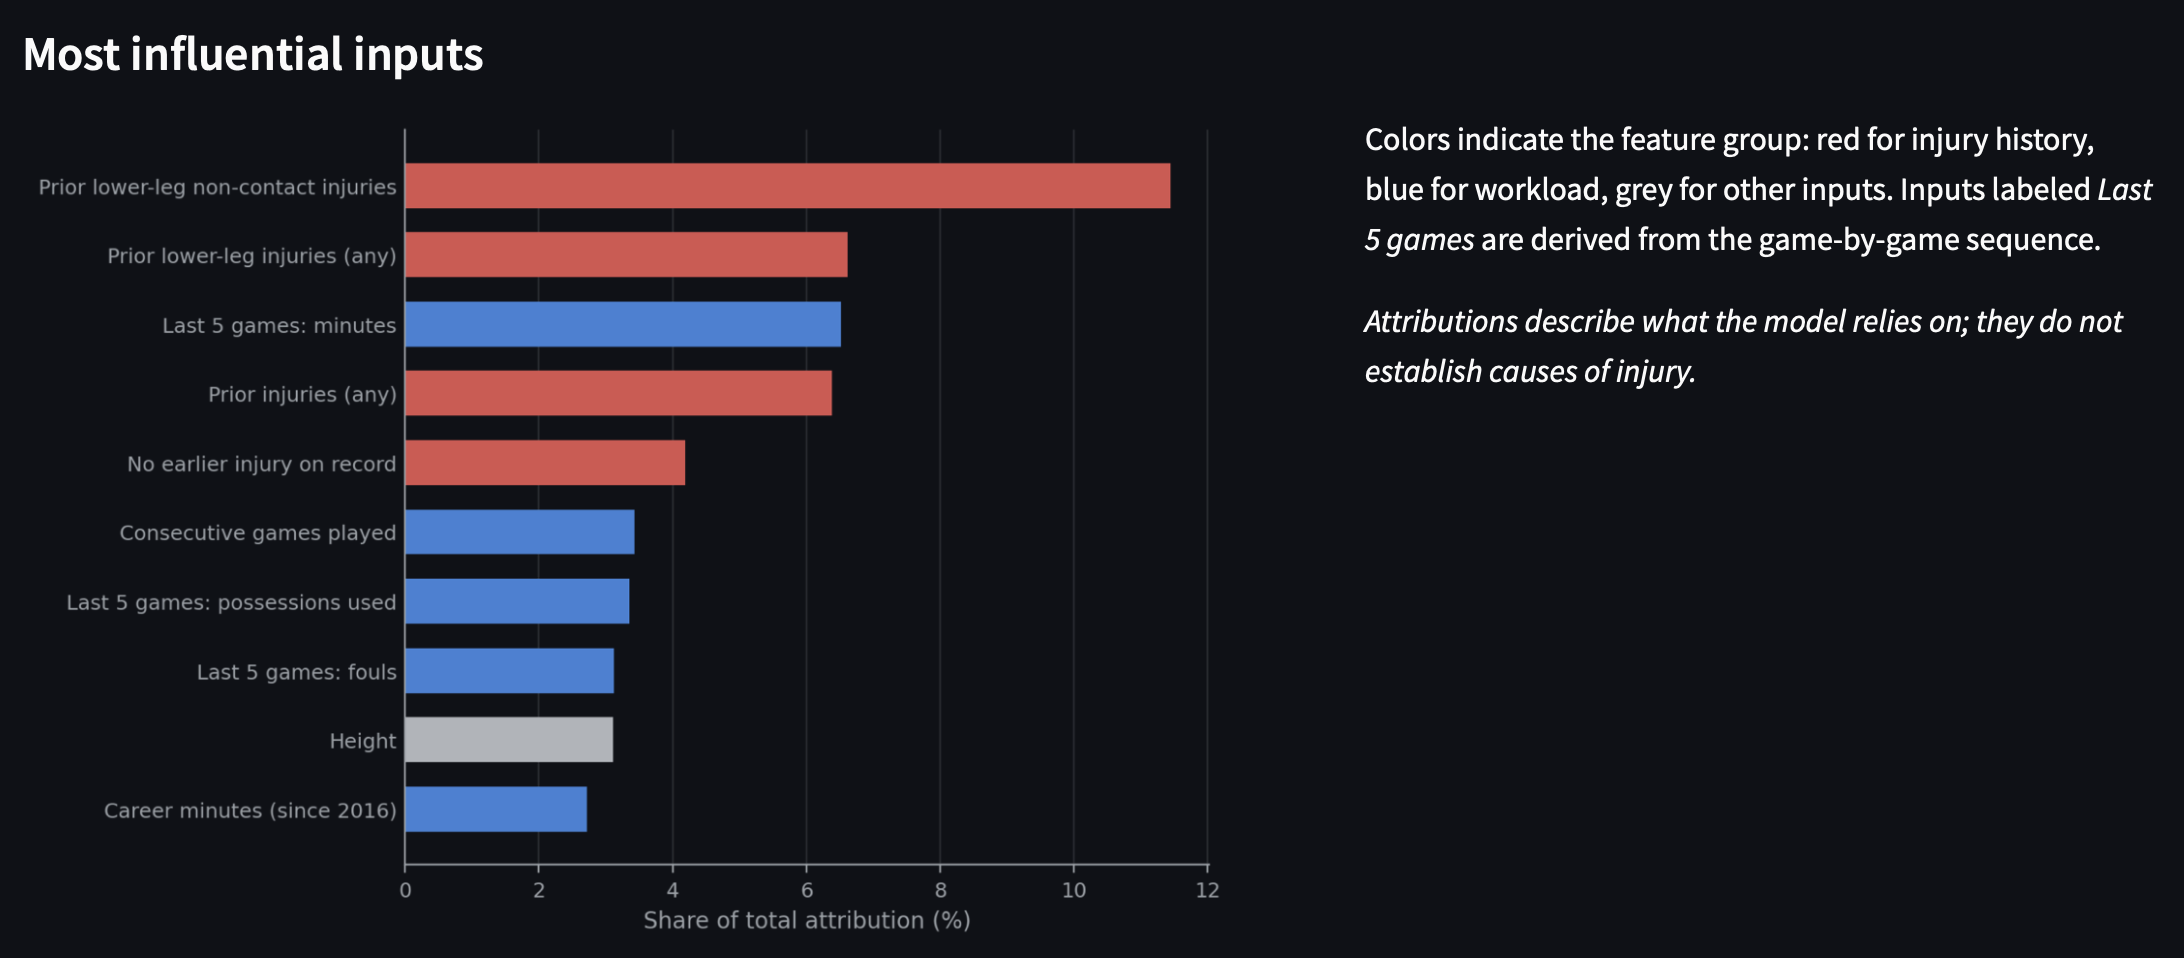 Most influential inputs
Prior lower-leg non-contact injuries
Prior lower-leg injuries (any)
Last 5 games: minutes
Prior injuries (any)
No earlier injury on record
Consecutive games played
Last 5 games: possessions used
Last 5 games: fouls
Height
Career minutes (since 2016)
0 2 4 6 8 10 12
Share of total attribution (%)
Colors indicate the feature group: red for injury history,
blue for workload, grey for other inputs. Inputs labeled Last
5 games are derived from the game-by-game sequence.
Attributions describe what the model relies on; they do not
establish causes of injury.